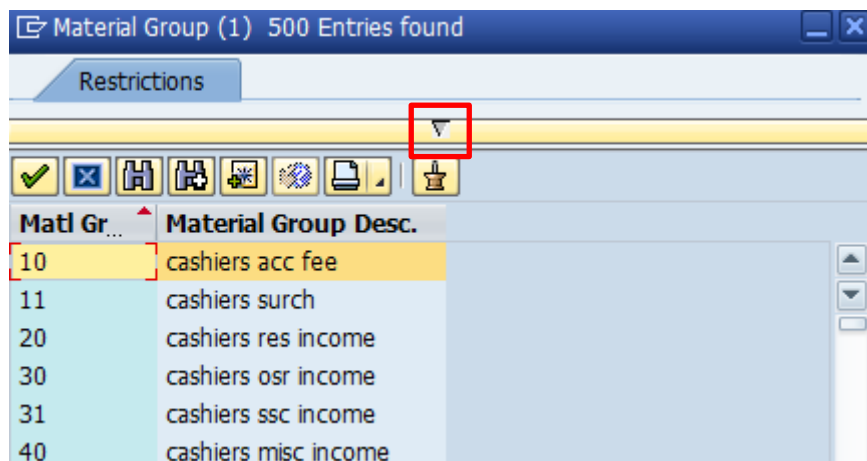 Material Group (1) 500 Entries found
Restrictions
Matl Gr... Material Group Desc.
10 cashiers acc fee
11 cashiers surch
20 cashiers res income
30 cashiers osr income
31 cashiers ssc income
40 cashiers misc income